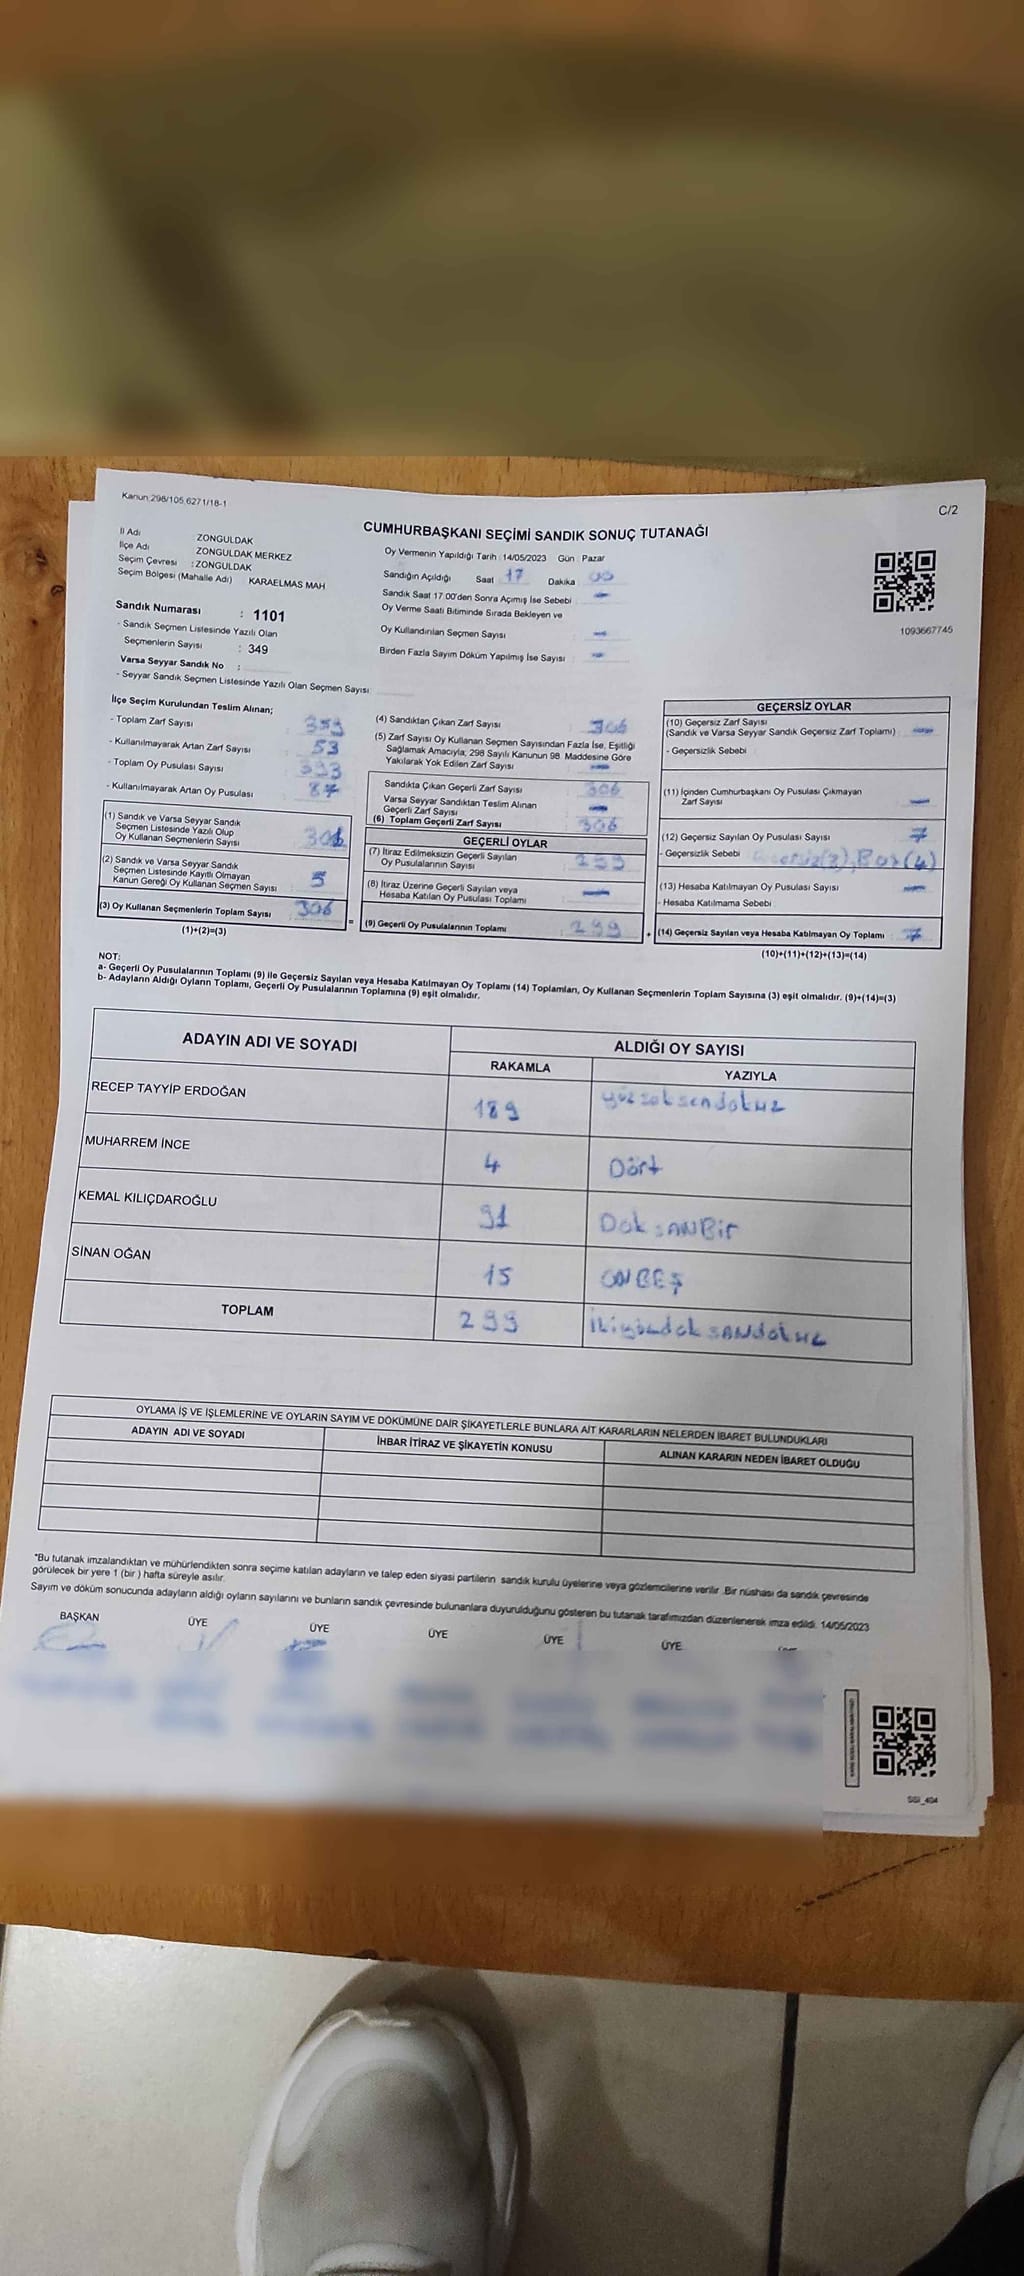 Kanun:298/105,6271/18-1
C/2
CUMHURBAŞKANI SEÇİMİ SANDIK SONUÇ TUTANAĞI
İl Adı ZONGULDAK
İlçe Adı ZONGULDAK MERKEZ
Seçim Çevresi : ZONGULDAK
Seçim Bölgesi (Mahalle Adı) KARAELMAS MAH
Sandık Numarası : 1101
- Sandık Seçmen Listesinde Yazılı Olan
Seçmenlerin Sayısı : 349
Varsa Seyyar Sandık No :
- Seyyar Sandık Seçmen Listesinde Yazılı Olan Seçmen Sayısı:
Oy Vermenin Yapıldığı Tarih : 14/05/2023 Gün : Pazar
Sandığın Açıldığı Saat 17 Dakika 00
Sandık Saat 17.00'den Sonra Açımış İse Sebebi : -
Oy Verme Saati Bitiminde Sırada Bekleyen ve
Oy Kullandırılan Seçmen Sayısı : -
Birden Fazla Sayım Döküm Yapılmış İse Sayısı : -
1093667745
İlçe Seçim Kurulundan Teslim Alınan;
- Toplam Zarf Sayısı : 359
- Kullanılmayarak Artan Zarf Sayısı : 53
- Toplam Oy Pusulası Sayısı : 393
- Kullanılmayarak Artan Oy Pusulası : 87
(1) Sandık ve Varsa Seyyar Sandık
Seçmen Listesinde Yazılı Olup
Oy Kullanan Seçmenlerin Sayısı : 301
(2) Sandık ve Varsa Seyyar Sandık
Seçmen Listesinde Kayıtlı Olmayan
Kanun Gereği Oy Kullanan Seçmen Sayısı : 5
(3) Oy Kullanan Seçmenlerin Toplam Sayısı : 306
(1)+(2)=(3)
(4) Sandıktan Çıkan Zarf Sayısı : 306
(5) Zarf Sayısı Oy Kullanan Seçmen Sayısından Fazla İse, Eşitliği
Sağlamak Amacıyla, 298 Sayılı Kanunun 98. Maddesine Göre
Yakılarak Yok Edilen Zarf Sayısı : -
Sandıkta Çıkan Geçerli Zarf Sayısı : 306
Varsa Seyyar Sandıktan Teslim Alınan
Geçerli Zarf Sayısı : -
(6) Toplam Geçerli Zarf Sayısı : 306
GEÇERLİ OYLAR
(7) İtiraz Edilmeksizin Geçerli Sayılan
Oy Pusulalarının Sayısı : 299
(8) İtiraz Üzerine Geçerli Sayılan veya
Hesaba Katılan Oy Pusulası Toplamı : -
= (9) Geçerli Oy Pusulalarının Toplamı : 299
GEÇERSİZ OYLAR
(10) Geçersiz Zarf Sayısı
(Sandık ve Varsa Seyyar Sandık Geçersiz Zarf Toplamı) : -
- Geçersizlik Sebebi :
(11) İçinden Cumhurbaşkanı Oy Pusulası Çıkmayan
Zarf Sayısı : -
(12) Geçersiz Sayılan Oy Pusulası Sayısı : 7
- Geçersizlik Sebebi : Boş(4)
(13) Hesaba Katılmayan Oy Pusulası Sayısı : -
- Hesaba Katılmama Sebebi :
+ (14) Geçersiz Sayılan veya Hesaba Katılmayan Oy Toplamı : 7
(10)+(11)+(12)+(13)=(14)
NOT:
a- Geçerli Oy Pusulalarının Toplamı (9) ile Geçersiz Sayılan veya Hesaba Katılmayan Oy Toplamı (14) Toplamları, Oy Kullanan Seçmenlerin Toplam Sayısına (3) eşit olmalıdır. (9)+(14)=(3)
b- Adayların Aldığı Oyların Toplamı, Geçerli Oy Pusulalarının Toplamına (9) eşit olmalıdır.
ADAYIN ADI VE SOYADI ALDIĞI OY SAYISI
RAKAMLA YAZIYLA
RECEP TAYYİP ERDOĞAN 189 Yüzseksendokuz
MUHARREM İNCE 4 Dört
KEMAL KILIÇDAROĞLU 91 DoksANBir
SİNAN OĞAN 15 ONBEŞ
TOPLAM 299 İkiyüzdoksANdokuz
OYLAMA İŞ VE İŞLEMLERİNE VE OYLARIN SAYIM VE DÖKÜMÜNE DAİR ŞİKAYETLERLE BUNLARA AİT KARARLARIN NELERDEN İBARET BULUNDUKLARI
ADAYIN ADI VE SOYADI İHBAR İTİRAZ VE ŞİKAYETİN KONUSU ALINAN KARARIN NEDEN İBARET OLDUĞU
*Bu tutanak imzalandıktan ve mühürlendikten sonra seçime katılan adayların ve talep eden siyasi partilerin sandık kurulu üyelerine veya gözlemcilerine verilir. Bir nüshası da sandık çevresinde
görülecek bir yere 1 (bir) hafta süreyle asılır.
Sayım ve döküm sonucunda adayların aldığı oyların sayılarını ve bunların sandık çevresinde bulunanlara duyurulduğunu gösteren bu tutanak tarafımızdan düzenlenerek imza edildi. 14/05/2023
BAŞKAN ÜYE ÜYE ÜYE ÜYE ÜYE
SSİ_404